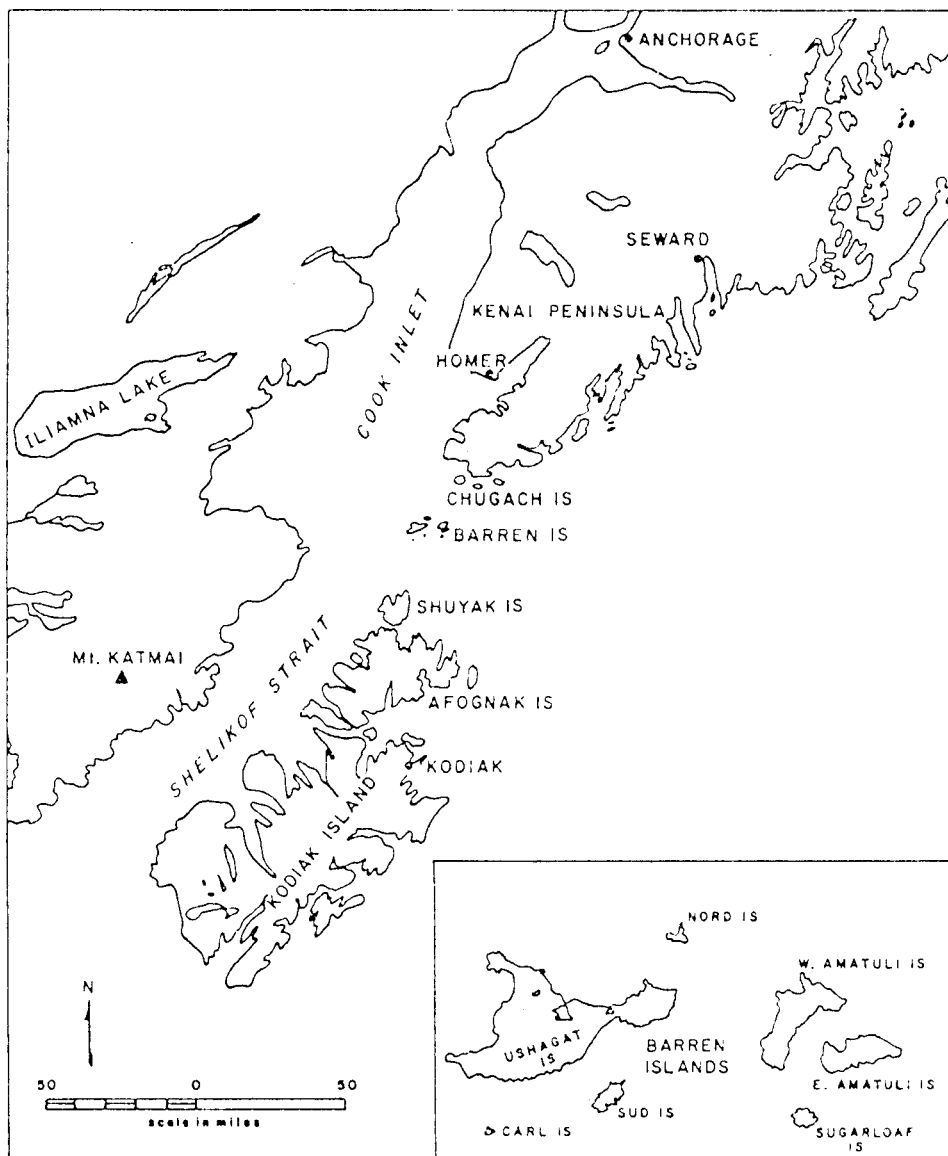 ANCHORAGE
SEWARD
KENAI PENINSULA
HOMER
COOK INLET
ILIAMNA LAKE
CHUGACH IS
BARREN IS
SHUYAK IS
Mt. KATMAI
SHELIKOF STRAIT
AFOGNAK IS
KODIAK
KODIAK ISLAND
NORD IS
W. AMATULI IS
USHAGAT
IS
BARREN
ISLANDS
E. AMATULI IS
SUD IS
CARL IS
SUGARLOAF
IS
N
50 0 50
scale in miles